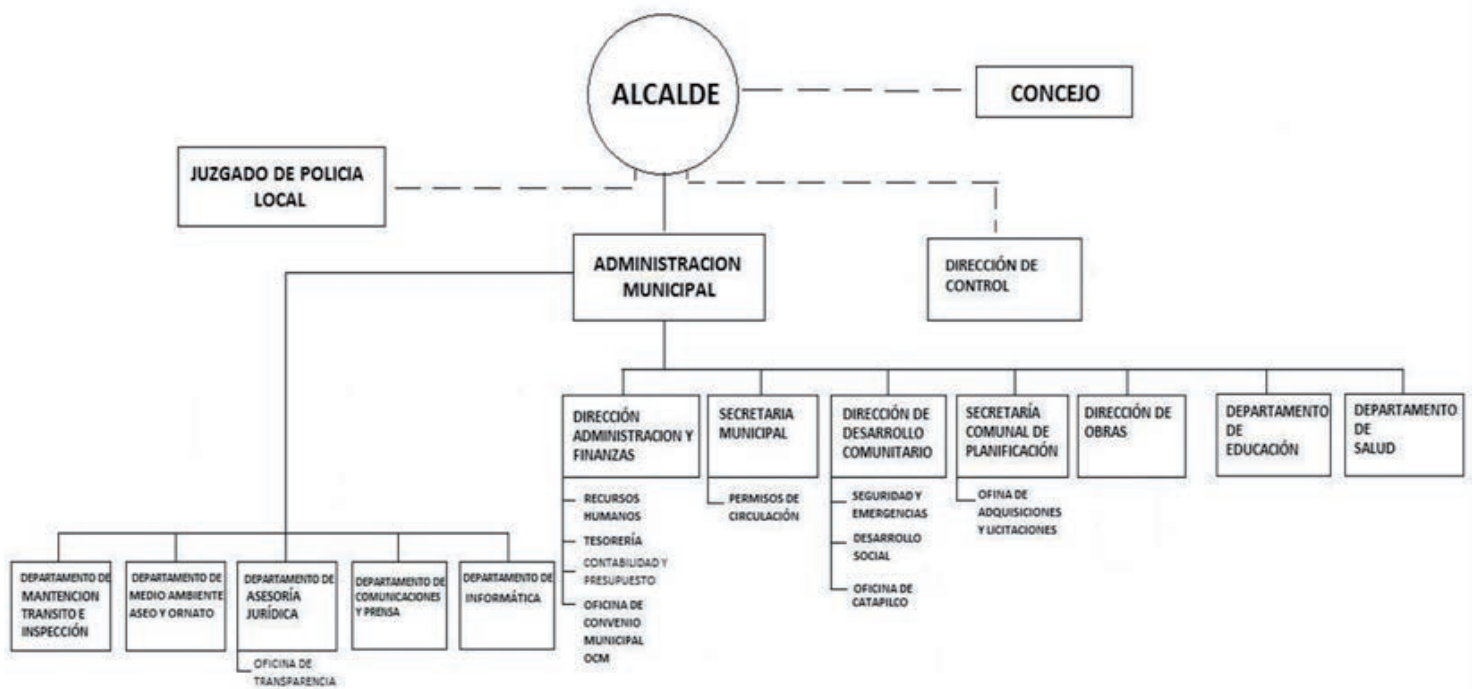 ALCALDE
CONCEJO
JUZGADO DE POLICIA
LOCAL
ADMINISTRACION
MUNICIPAL
DIRECCIÓN DE
CONTROL
DIRECCIÓN
ADMINISTRACION Y
FINANZAS
RECURSOS
HUMANOS
TESORERÍA
CONTABILIDAD Y
PRESUPUESTO
OFICINA DE
CONVENIO
MUNICIPAL
OCM
SECRETARIA
MUNICIPAL
PERMISOS DE
CIRCULACIÓN
DIRECCIÓN DE
DESARROLLO
COMUNITARIO
SEGURIDAD Y
EMERGENCIAS
DESARROLLO
SOCIAL
OFICINA DE
CATAPILCO
SECRETARÍA
COMUNAL DE
PLANIFICACIÓN
OFINA DE
ADQUISICIONES
Y LICITACIONES
DIRECCIÓN DE
OBRAS
DEPARTAMENTO
DE
EDUCACIÓN
DEPARTAMENTO
DE
SALUD
DEPARTAMENTO DE
MANTENCION
TRANSITO E
INSPECCIÓN
DEPARTAMENTO DE
MEDIO AMBIENTE
ASEO Y ORNATO
DEPARTAMENTO DE
ASESORÍA
JURÍDICA
OFICINA DE
TRANSPARENCIA
DEPARTAMENTO DE
COMUNICACIONES
Y PRENSA
DEPARTAMENTO DE
INFORMÁTICA